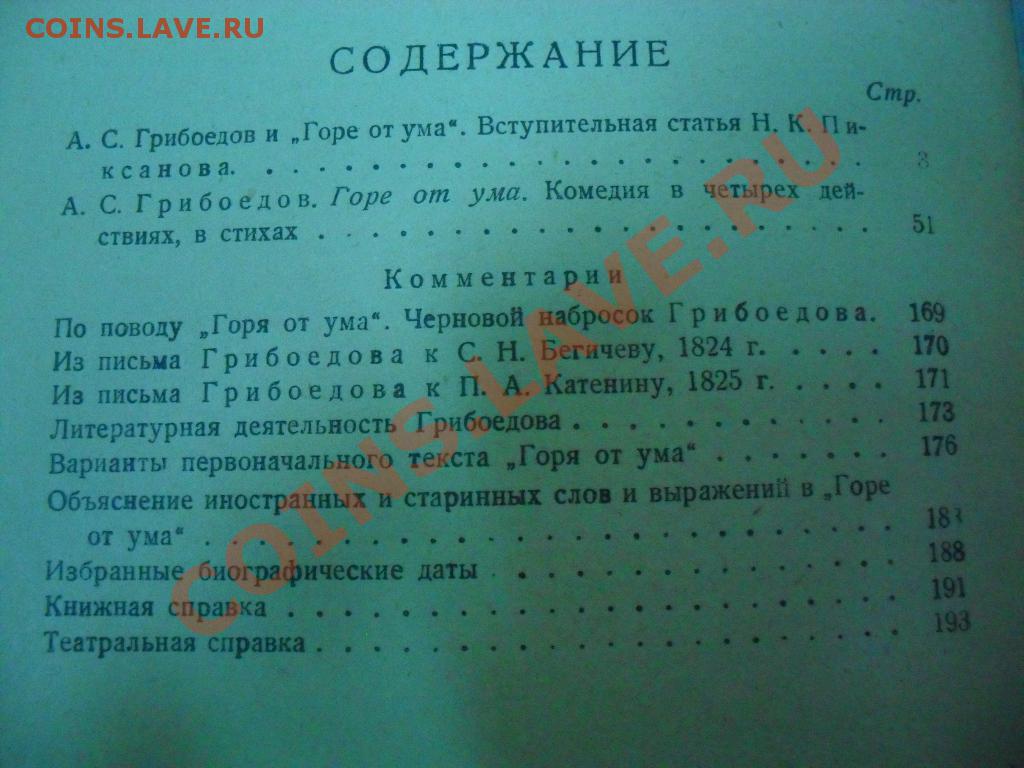 COINS.LAVE.RU
СОДЕРЖАНИЕ
Стр.
А. С. Грибоедов и „Горе от ума“. Вступительная статья Н. К. Пи-
ксанова. . . . . . . . . . . . . . . . . . . . . . 3
А. С. Грибоедов. Горе от ума. Комедия в четырех дей-
ствиях, в стихах . . . . . . . . . . . . . . . . . . . . 51
Комментарии
По поводу „Горя от ума“. Черновой набросок Грибоедова. 169
Из письма Грибоедова к С. Н. Бегичеву, 1824 г. . . . . 170
Из письма Грибоедова к П. А. Катенину, 1825 г. . . . . 171
Литературная деятельность Грибоедова . . . . . . . . . . . 173
Варианты первоначального текста „Горя от ума“ . . . . . . . 176
Объяснение иностранных и старинных слов и выражений в „Горе
от ума“ . . . . . . . . . . . . . . . . . . . . . . . . 183
Избранные биографические даты . . . . . . . . . . . . . . 188
Книжная справка . . . . . . . . . . . . . . . . . . . . . 191
Театральная справка . . . . . . . . . . . . . . . . . . . . 193
COINS.LAVE.RU